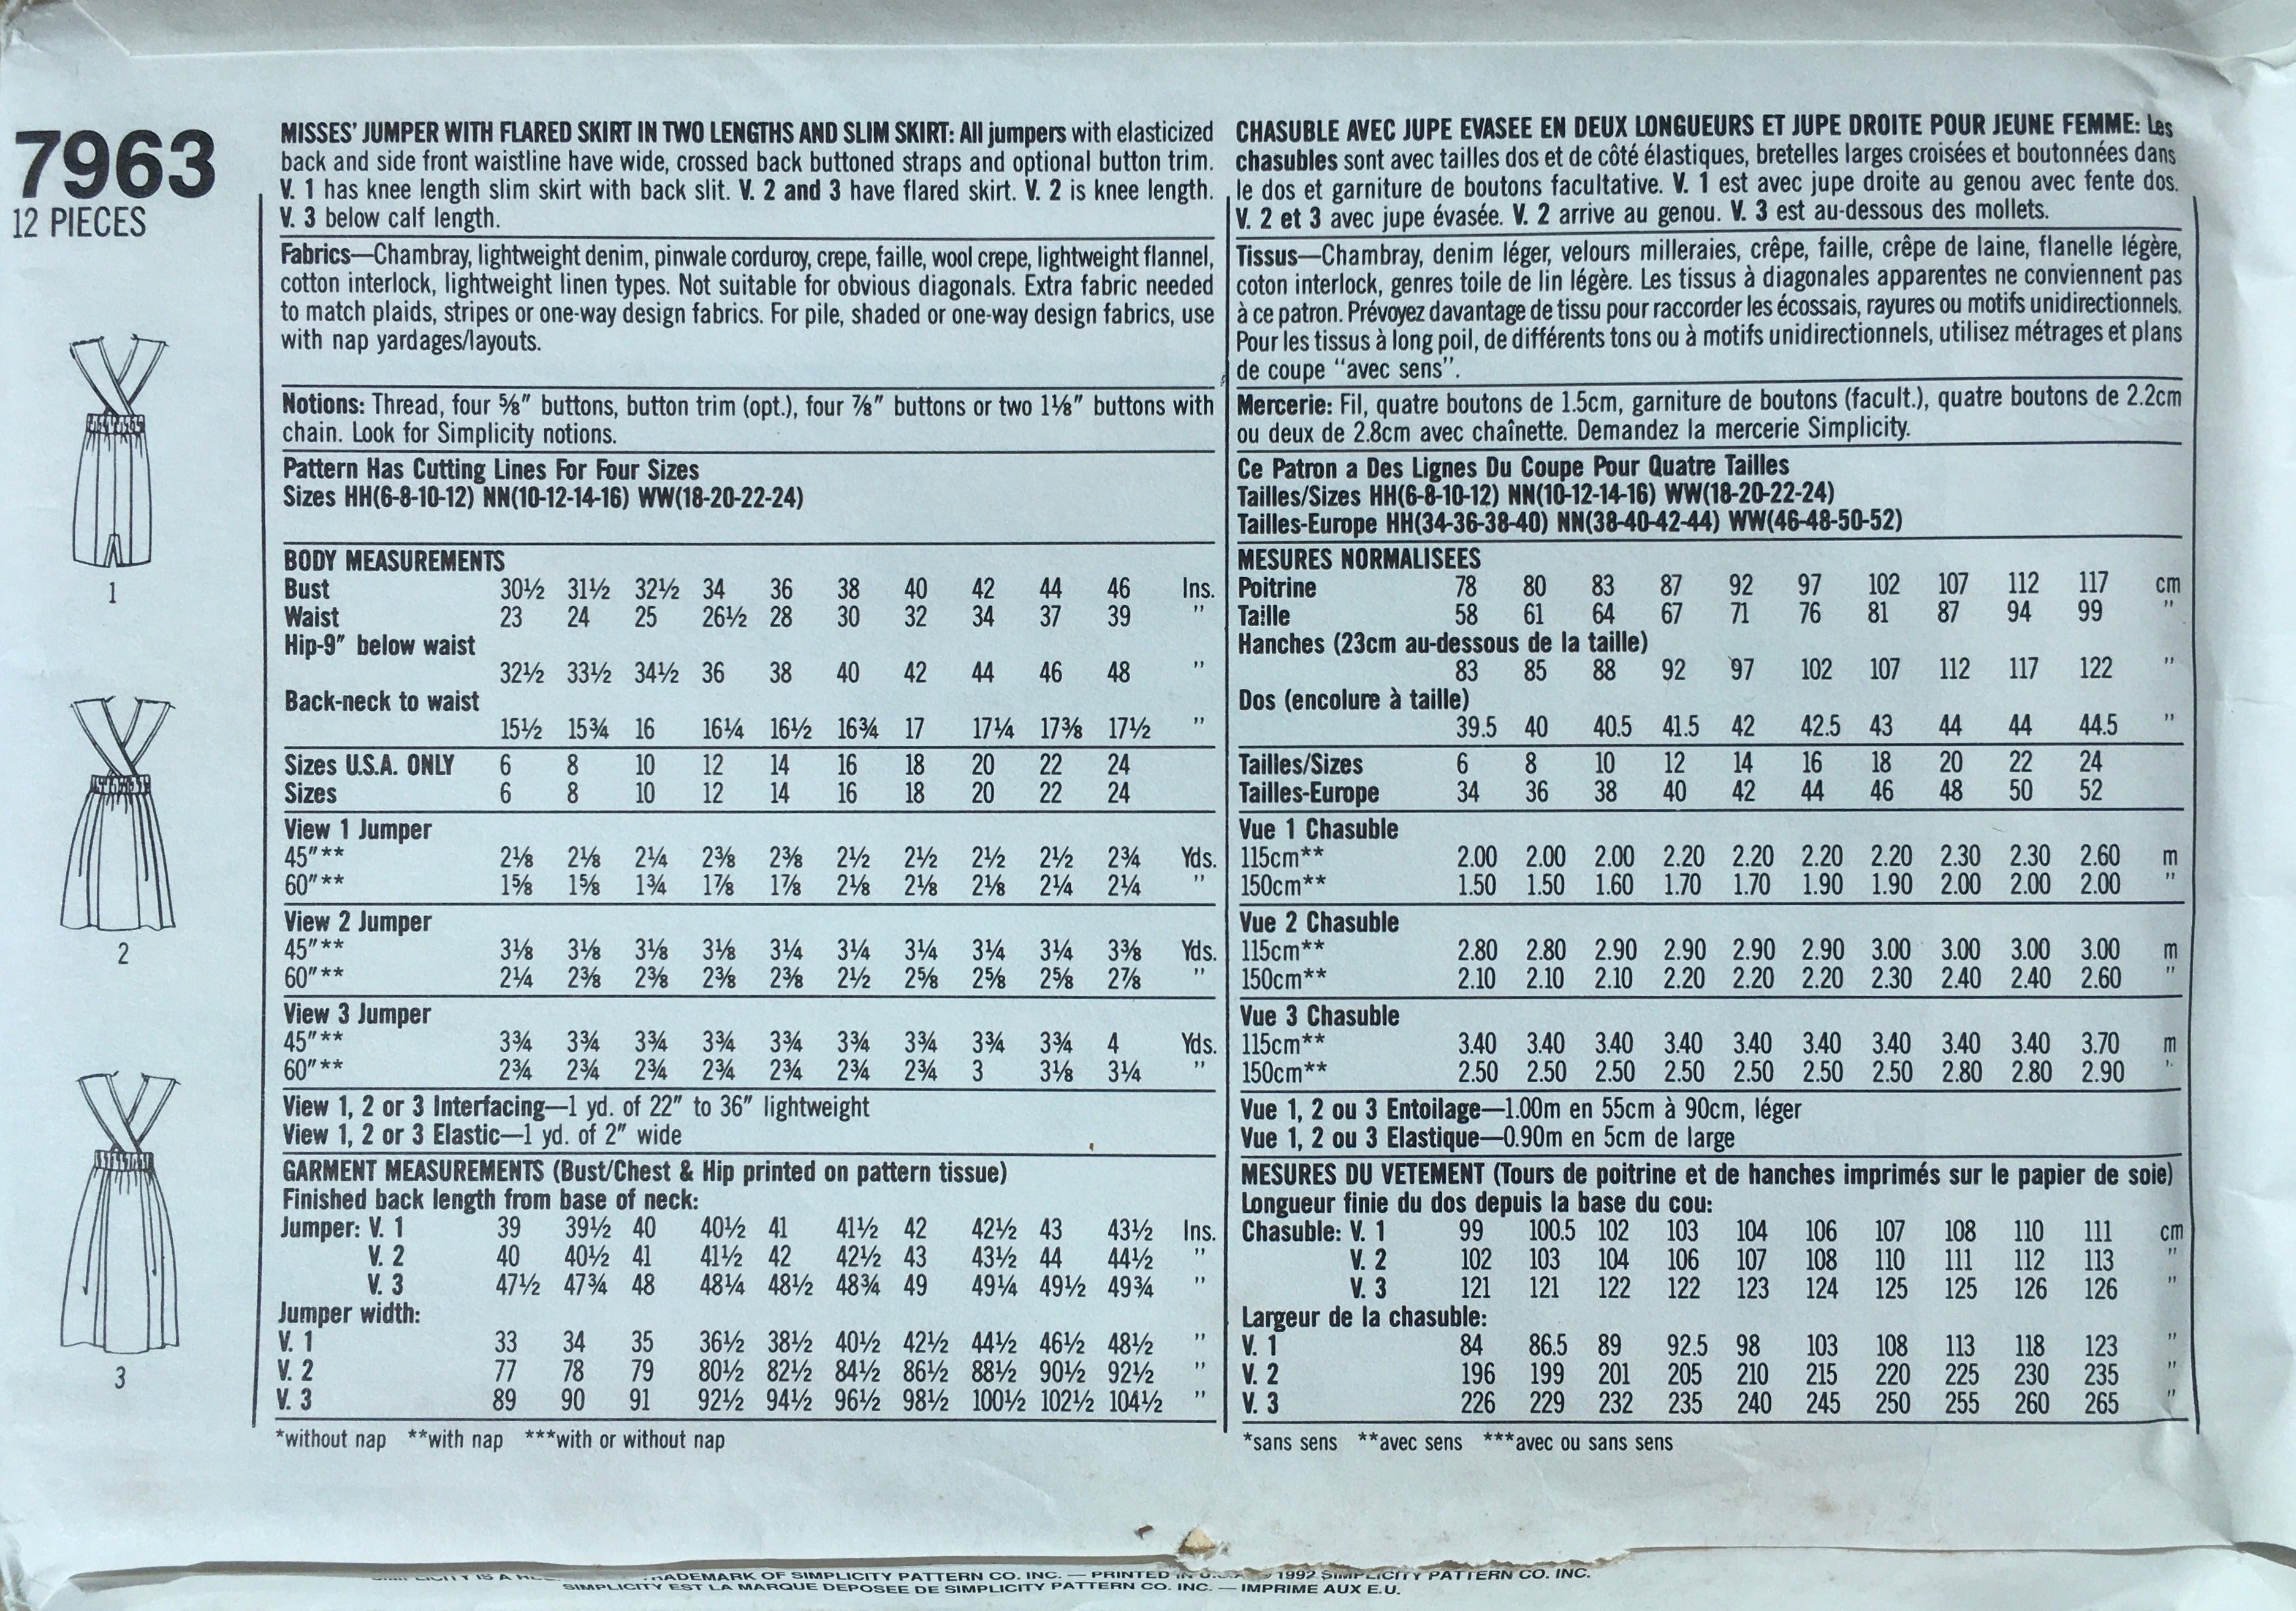 7963
12 PIECES
1
2
3
MISSES' JUMPER WITH FLARED SKIRT IN TWO LENGTHS AND SLIM SKIRT: All jumpers with elasticized
back and side front waistline have wide, crossed back buttoned straps and optional button trim.
V. 1 has knee length slim skirt with back slit. V. 2 and 3 have flared skirt. V. 2 is knee length.
V. 3 below calf length.
Fabrics—Chambray, lightweight denim, pinwale corduroy, crepe, faille, wool crepe, lightweight flannel,
cotton interlock, lightweight linen types. Not suitable for obvious diagonals. Extra fabric needed
to match plaids, stripes or one-way design fabrics. For pile, shaded or one-way design fabrics, use
with nap yardages/layouts.
Notions: Thread, four ⅝" buttons, button trim (opt.), four ⅞" buttons or two 1⅛" buttons with
chain. Look for Simplicity notions.
Pattern Has Cutting Lines For Four Sizes
Sizes HH(6-8-10-12) NN(10-12-14-16) WW(18-20-22-24)
BODY MEASUREMENTS
Bust 30½ 31½ 32½ 34 36 38 40 42 44 46 Ins.
Waist 23 24 25 26½ 28 30 32 34 37 39 "
Hip-9" below waist
32½ 33½ 34½ 36 38 40 42 44 46 48 "
Back-neck to waist
15½ 15¾ 16 16¼ 16½ 16¾ 17 17¼ 17⅜ 17½ "
Sizes U.S.A. ONLY 6 8 10 12 14 16 18 20 22 24
Sizes 6 8 10 12 14 16 18 20 22 24
View 1 Jumper
45"** 2⅛ 2⅛ 2¼ 2⅜ 2⅜ 2½ 2½ 2½ 2½ 2¾ Yds.
60"** 1⅝ 1⅝ 1¾ 1⅞ 1⅞ 2⅛ 2⅛ 2⅛ 2¼ 2¼ "
View 2 Jumper
45"** 3⅛ 3⅛ 3⅛ 3⅛ 3¼ 3¼ 3¼ 3¼ 3¼ 3⅜ Yds.
60"** 2¼ 2⅜ 2⅜ 2⅜ 2⅜ 2½ 2⅝ 2⅝ 2⅝ 2⅞ "
View 3 Jumper
45"** 3¾ 3¾ 3¾ 3¾ 3¾ 3¾ 3¾ 3¾ 3¾ 4 Yds.
60"** 2¾ 2¾ 2¾ 2¾ 2¾ 2¾ 2¾ 3 3⅛ 3¼ "
View 1, 2 or 3 Interfacing—1 yd. of 22" to 36" lightweight
View 1, 2 or 3 Elastic—1 yd. of 2" wide
GARMENT MEASUREMENTS (Bust/Chest & Hip printed on pattern tissue)
Finished back length from base of neck:
Jumper: V. 1 39 39½ 40 40½ 41 41½ 42 42½ 43 43½ Ins.
V. 2 40 40½ 41 41½ 42 42½ 43 43½ 44 44½ "
V. 3 47½ 47¾ 48 48¼ 48½ 48¾ 49 49¼ 49½ 49¾ "
Jumper width:
V. 1 33 34 35 36½ 38½ 40½ 42½ 44½ 46½ 48½ "
V. 2 77 78 79 80½ 82½ 84½ 86½ 88½ 90½ 92½ "
V. 3 89 90 91 92½ 94½ 96½ 98½ 100½ 102½ 104½ "
*without nap **with nap ***with or without nap
CHASUBLE AVEC JUPE EVASEE EN DEUX LONGUEURS ET JUPE DROITE POUR JEUNE FEMME: Les
chasubles sont avec tailles dos et de côté élastiques, bretelles larges croisées et boutonnées dans
le dos et garniture de boutons facultative. V. 1 est avec jupe droite au genou avec fente dos.
V. 2 et 3 avec jupe évasée. V. 2 arrive au genou. V. 3 est au-dessous des mollets.
Tissus—Chambray, denim léger, velours milleraies, crêpe, faille, crêpe de laine, flanelle légère,
coton interlock, genres toile de lin légère. Les tissus à diagonales apparentes ne conviennent pas
à ce patron. Prévoyez davantage de tissu pour raccorder les écossais, rayures ou motifs unidirectionnels.
Pour les tissus à long poil, de différents tons ou à motifs unidirectionnels, utilisez métrages et plans
de coupe "avec sens".
Mercerie: Fil, quatre boutons de 1.5cm, garniture de boutons (facult.), quatre boutons de 2.2cm
ou deux de 2.8cm avec chaînette. Demandez la mercerie Simplicity.
Ce Patron a Des Lignes Du Coupe Pour Quatre Tailles
Tailles/Sizes HH(6-8-10-12) NN(10-12-14-16) WW(18-20-22-24)
Tailles-Europe HH(34-36-38-40) NN(38-40-42-44) WW(46-48-50-52)
MESURES NORMALISEES
Poitrine 78 80 83 87 92 97 102 107 112 117 cm
Taille 58 61 64 67 71 76 81 87 94 99 "
Hanches (23cm au-dessous de la taille)
83 85 88 92 97 102 107 112 117 122 "
Dos (encolure à taille)
39.5 40 40.5 41.5 42 42.5 43 44 44 44.5 "
Tailles/Sizes 6 8 10 12 14 16 18 20 22 24
Tailles-Europe 34 36 38 40 42 44 46 48 50 52
Vue 1 Chasuble
115cm** 2.00 2.00 2.00 2.20 2.20 2.20 2.20 2.30 2.30 2.60 m
150cm** 1.50 1.50 1.60 1.70 1.70 1.90 1.90 2.00 2.00 2.00 "
Vue 2 Chasuble
115cm** 2.80 2.80 2.90 2.90 2.90 2.90 3.00 3.00 3.00 3.00 m
150cm** 2.10 2.10 2.10 2.20 2.20 2.20 2.30 2.40 2.40 2.60 "
Vue 3 Chasuble
115cm** 3.40 3.40 3.40 3.40 3.40 3.40 3.40 3.40 3.40 3.70 m
150cm** 2.50 2.50 2.50 2.50 2.50 2.50 2.50 2.80 2.80 2.90 "
Vue 1, 2 ou 3 Entoilage—1.00m en 55cm à 90cm, léger
Vue 1, 2 ou 3 Elastique—0.90m en 5cm de large
MESURES DU VETEMENT (Tours de poitrine et de hanches imprimés sur le papier de soie)
Longueur finie du dos depuis la base du cou:
Chasuble: V. 1 99 100.5 102 103 104 106 107 108 110 111 cm
V. 2 102 103 104 106 107 108 110 111 112 113 "
V. 3 121 121 122 122 123 124 125 125 126 126 "
Largeur de la chasuble:
V. 1 84 86.5 89 92.5 98 103 108 113 118 123 "
V. 2 196 199 201 205 210 215 220 225 230 235 "
V. 3 226 229 232 235 240 245 250 255 260 265 "
*sans sens **avec sens ***avec ou sans sens
IS A TRADEMARK OF SIMPLICITY PATTERN CO. INC. — PRINTED IN 1992 SIMPLICITY PATTERN CO. INC.
SIMPLICITY EST LA MARQUE DEPOSEE DE SIMPLICITY PATTERN CO. INC. — IMPRIME AUX E.U.